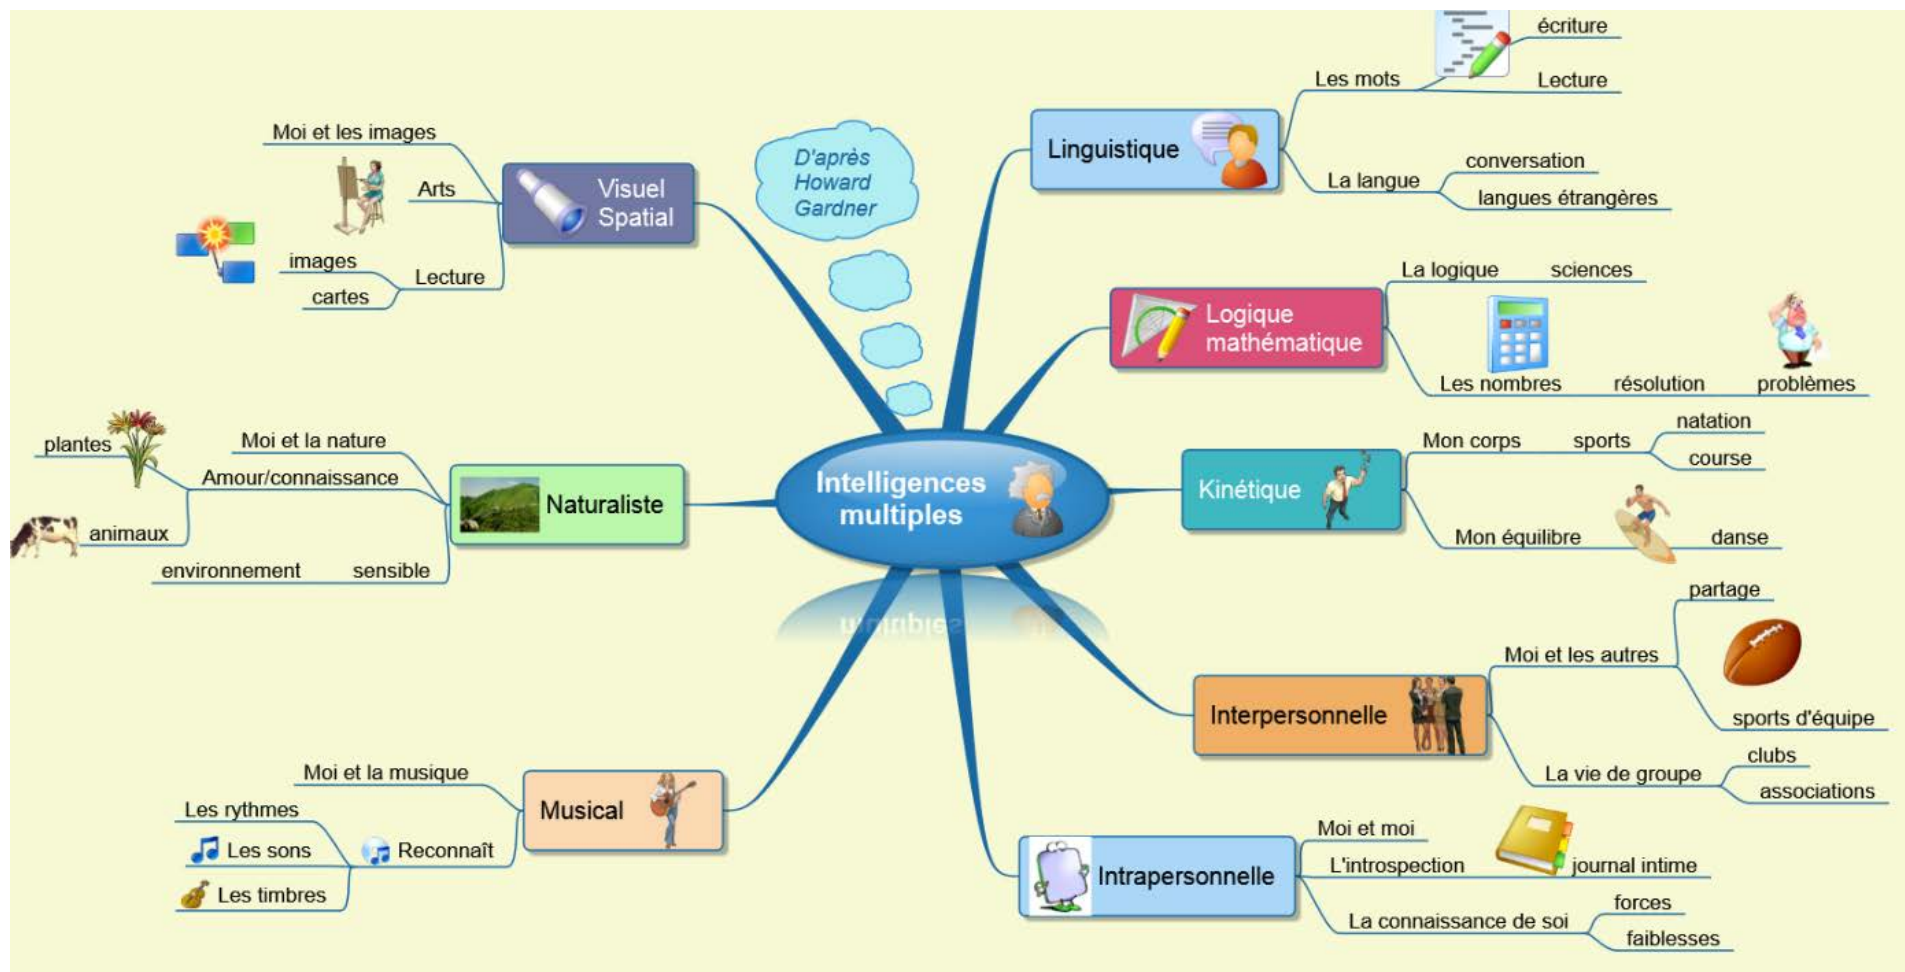 D'après
Howard
Gardner
Intelligences
multiples
Linguistique
Les mots
écriture
Lecture
La langue
conversation
langues étrangères
Logique
mathématique
La logique
sciences
Les nombres
résolution
problèmes
Kinétique
Mon corps
sports
natation
course
Mon équilibre
danse
Interpersonnelle
Moi et les autres
partage
sports d'équipe
La vie de groupe
clubs
associations
Intrapersonnelle
Moi et moi
L'introspection
journal intime
La connaissance de soi
forces
faiblesses
Musical
Moi et la musique
Reconnaît
Les rythmes
Les sons
Les timbres
Naturaliste
Moi et la nature
Amour/connaissance
plantes
animaux
sensible
environnement
Visuel
Spatial
Moi et les images
Arts
Lecture
images
cartes